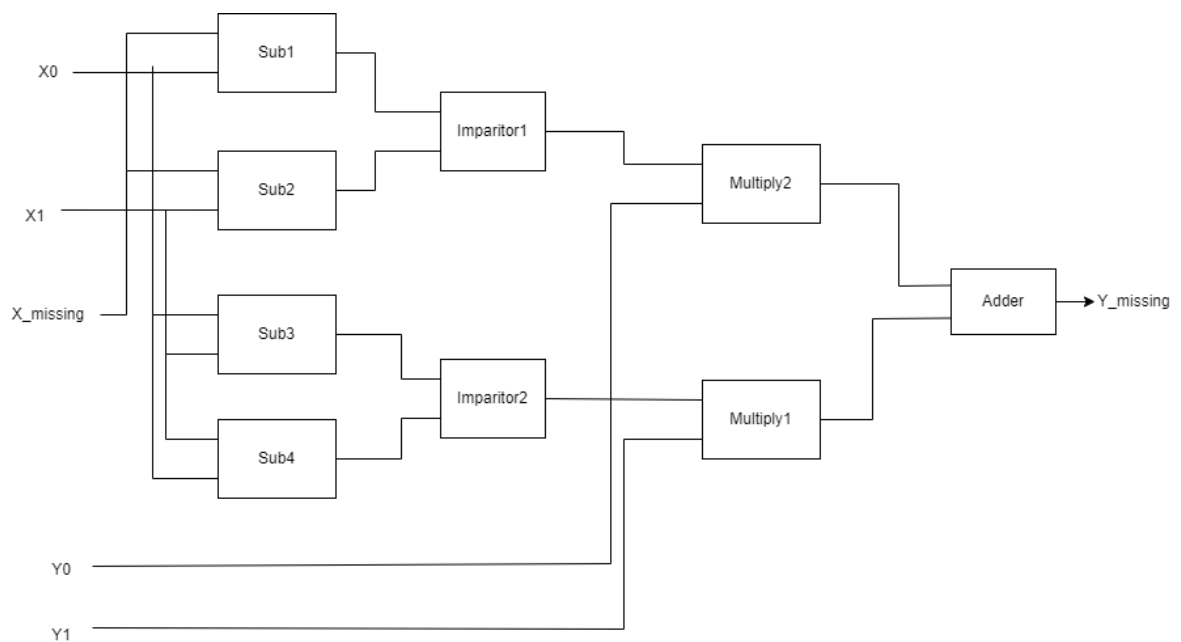 Sub1
X0
Imparitor1
Multiply2
Sub2
X1
X_missing
Sub3
Adder
Y_missing
Imparitor2
Multiply1
Sub4
Y0
Y1